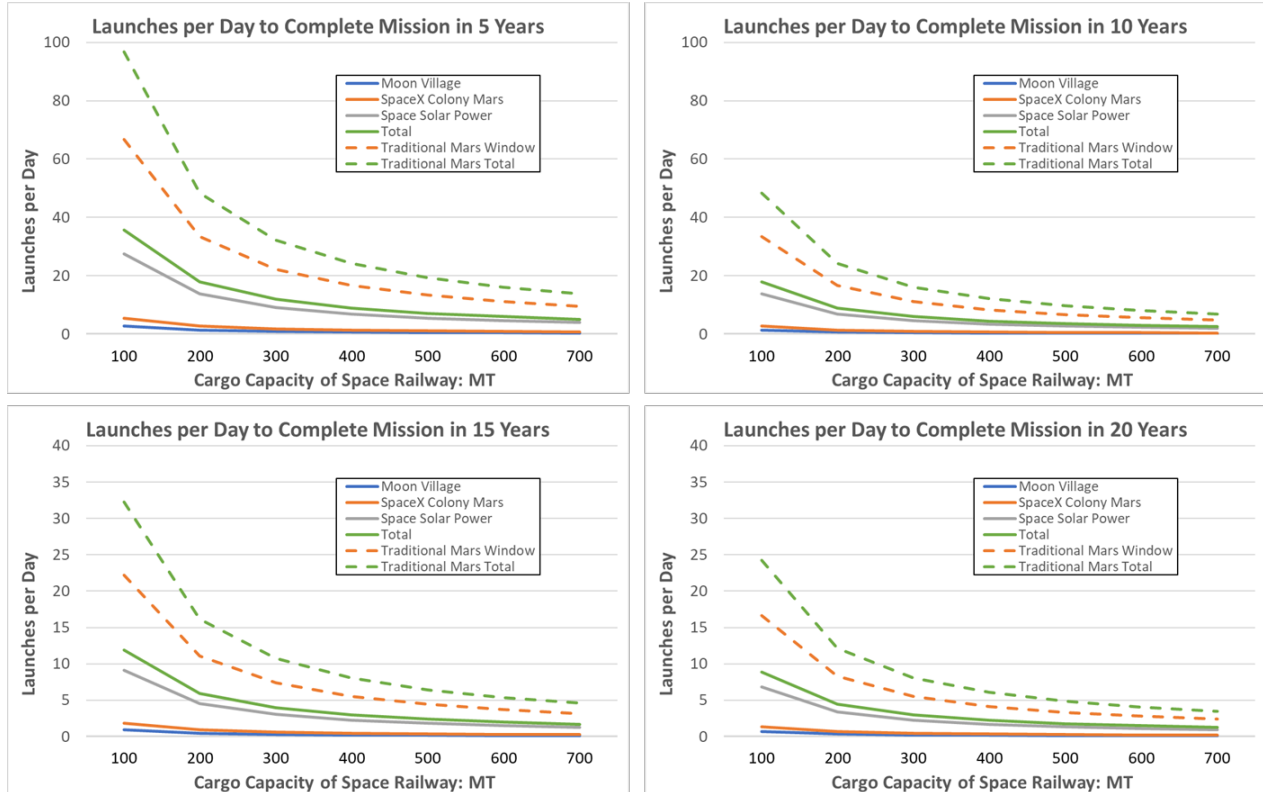 Launches per Day to Complete Mission in 5 Years
100
80
60
40
20
0
Launches per Day
Moon Village
SpaceX Colony Mars
Space Solar Power
Total
Traditional Mars Window
Traditional Mars Total
100 200 300 400 500 600 700
Cargo Capacity of Space Railway: MT
Launches per Day to Complete Mission in 10 Years
100
80
60
40
20
0
Launches per Day
Moon Village
SpaceX Colony Mars
Space Solar Power
Total
Traditional Mars Window
Traditional Mars Total
100 200 300 400 500 600 700
Cargo Capacity of Space Railway: MT
Launches per Day to Complete Mission in 15 Years
40
35
30
25
20
15
10
5
0
Launches per Day
Moon Village
SpaceX Colony Mars
Space Solar Power
Total
Traditional Mars Window
Traditional Mars Total
100 200 300 400 500 600 700
Cargo Capacity of Space Railway: MT
Launches per Day to Complete Mission in 20 Years
40
35
30
25
20
15
10
5
0
Launches per Day
Moon Village
SpaceX Colony Mars
Space Solar Power
Total
Traditional Mars Window
Traditional Mars Total
100 200 300 400 500 600 700
Cargo Capacity of Space Railway: MT